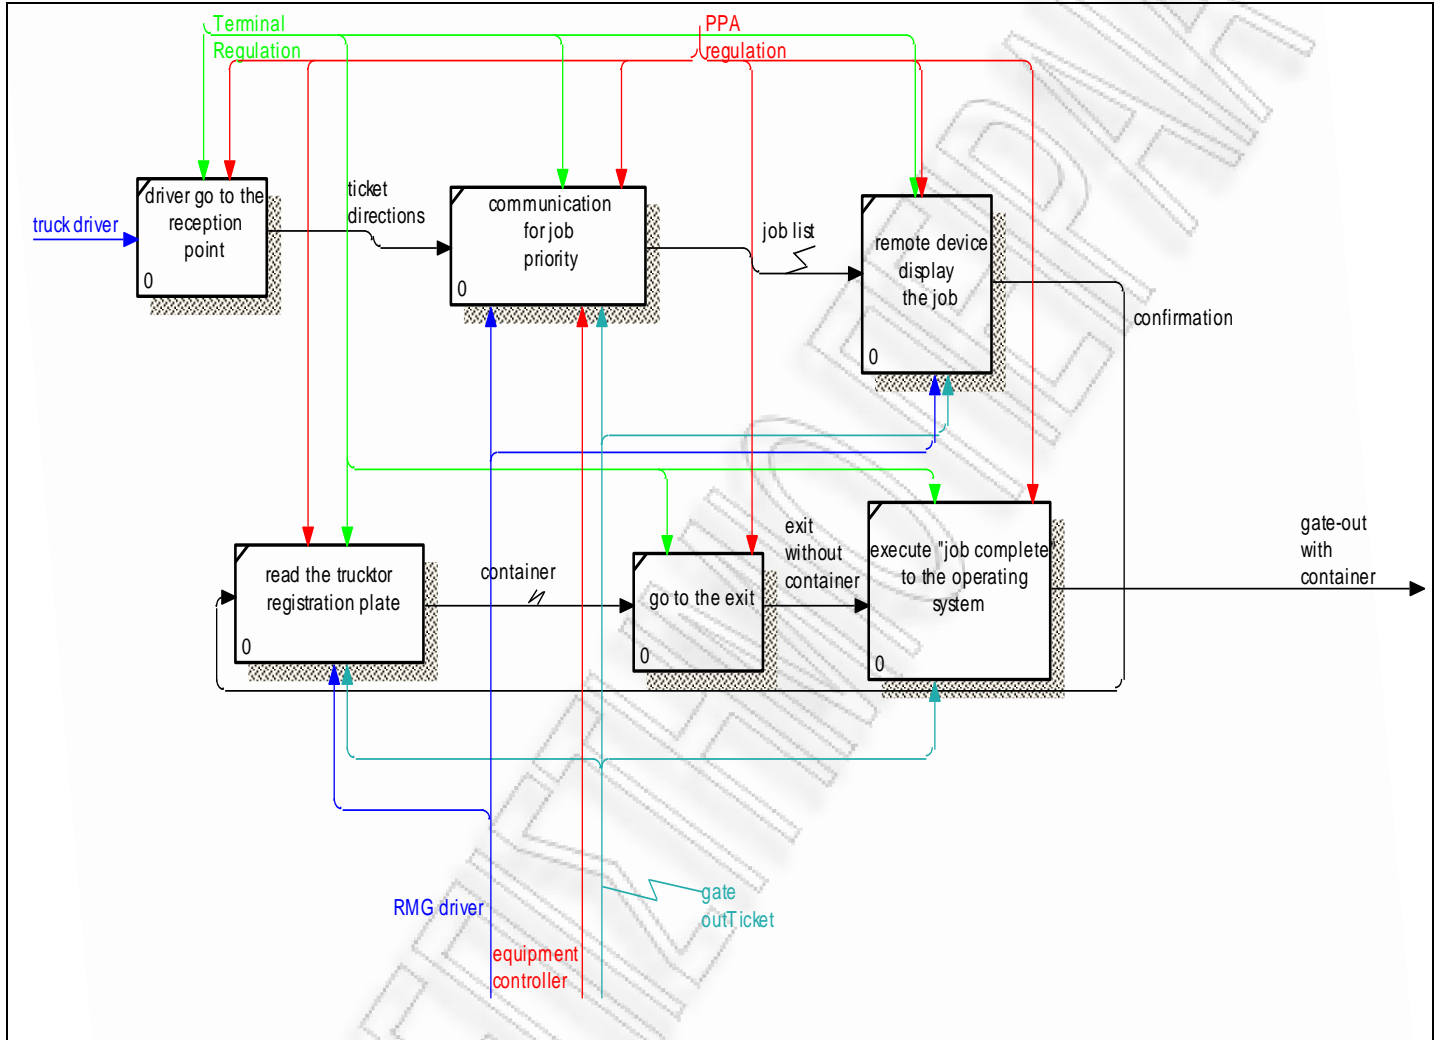 Terminal
Regulation
PPA
regulation
driver go to the
reception
point
0
truck driver
ticket
directions
communication
for job
priority
0
job list
remote device
display
the job
0
confirmation
read the trucktor
registration plate
0
container
go to the exit
0
exit
without
container
execute "job complete
to the operating
system
0
gate-out
with
container
RMG driver
equipment
controller
gate
outTicket